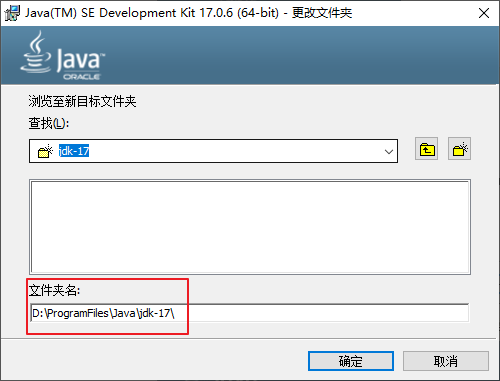 Java(TM) SE Development Kit 17.0.6 (64-bit) - 更改文件夹
Java
ORACLE
浏览至新目标文件夹
查找(L):
jdk-17
文件夹名:
D:\ProgramFiles\Java\jdk-17\
确定
取消